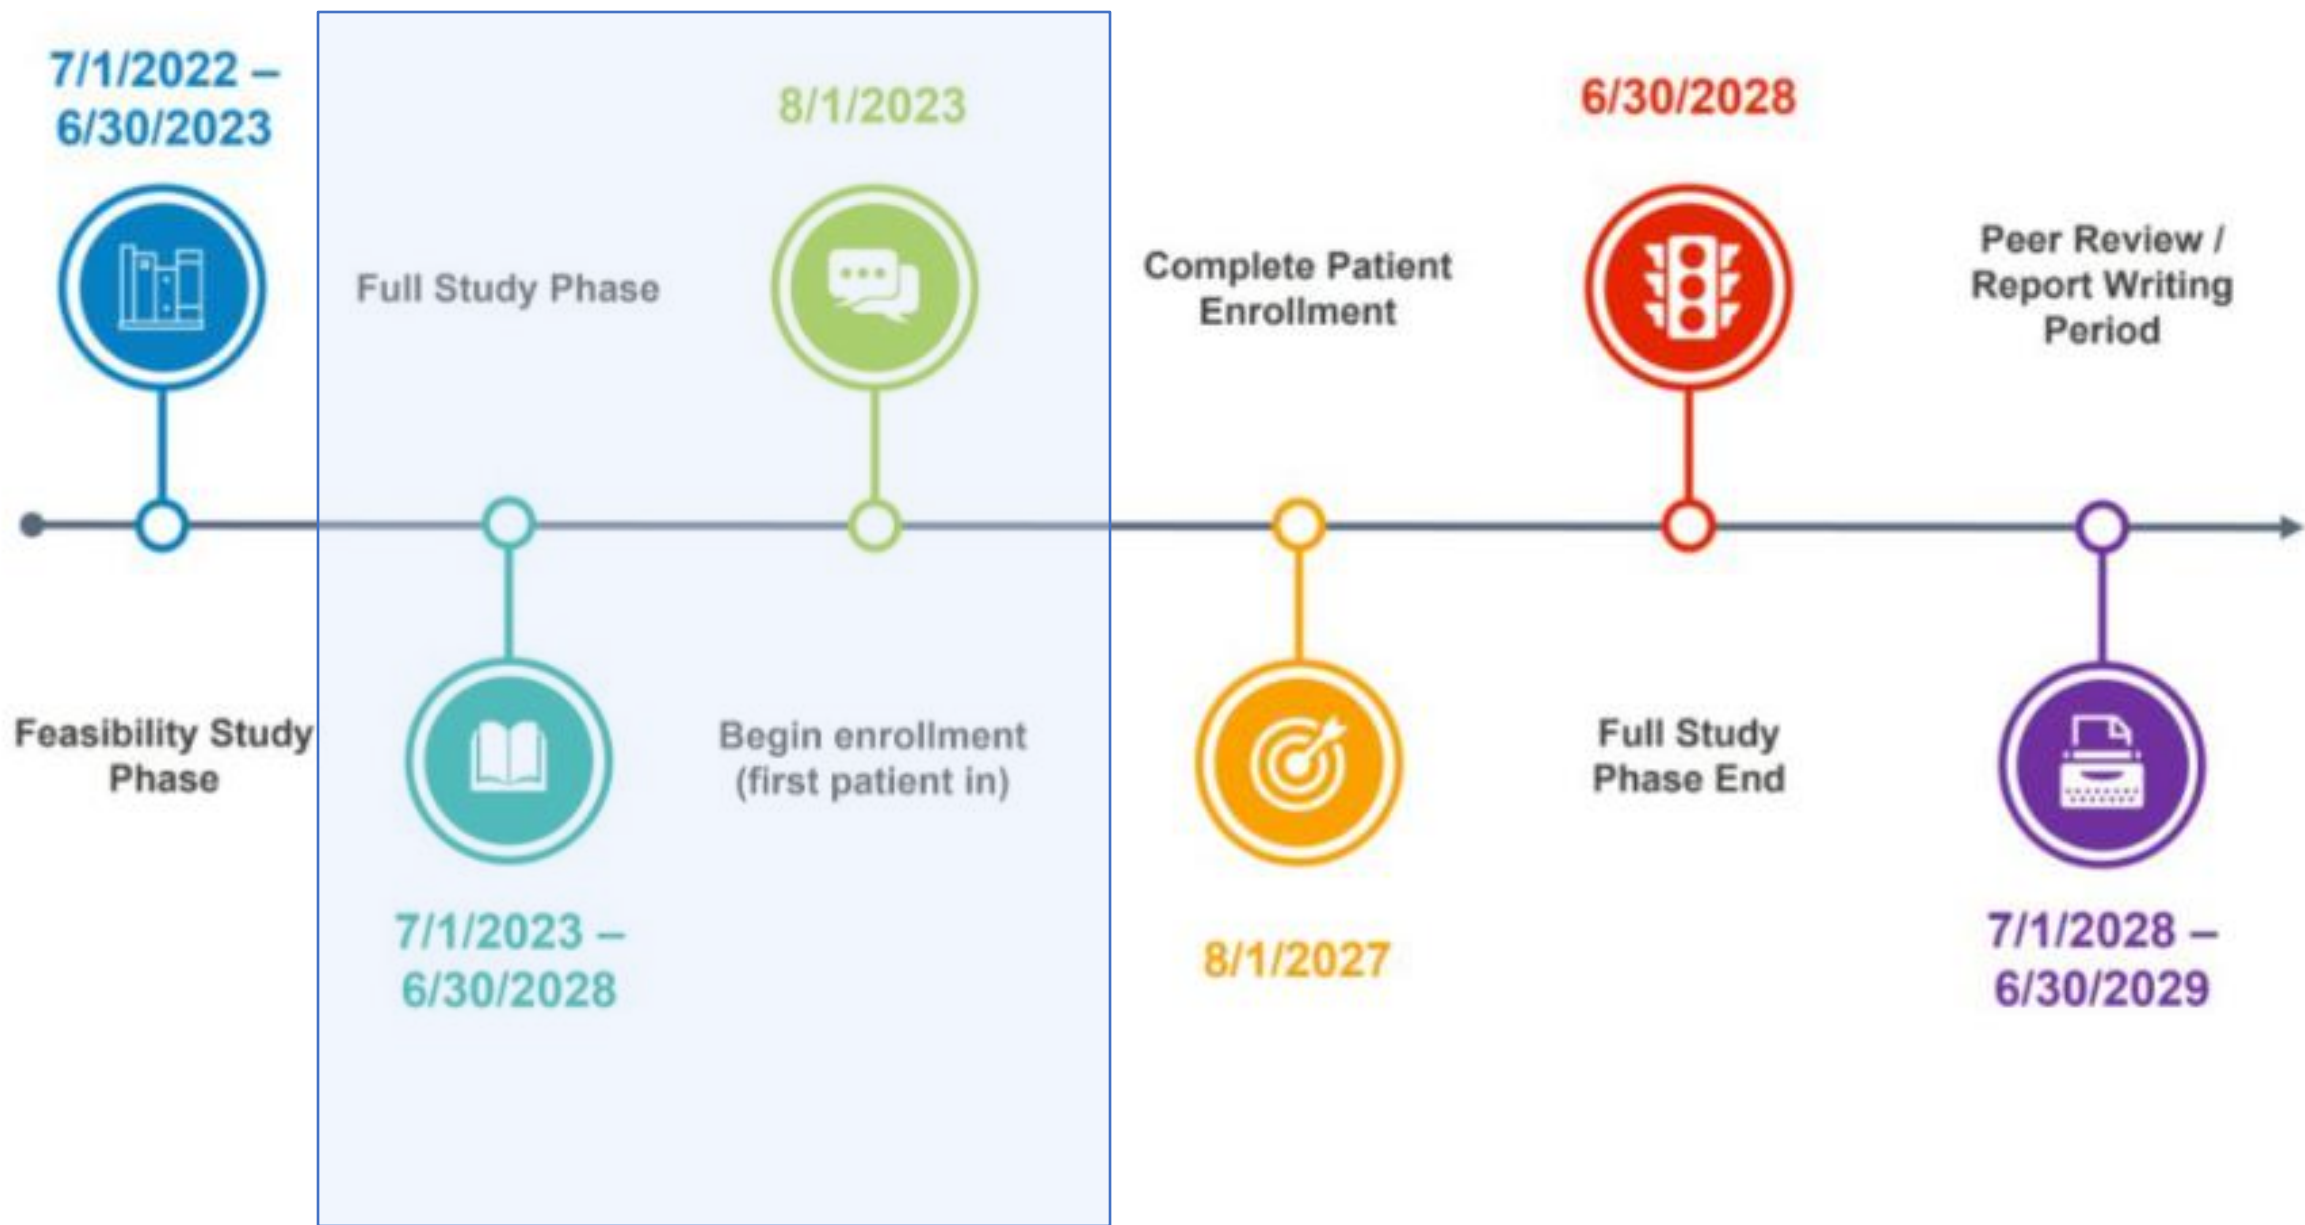 7/1/2022 –
6/30/2023
Feasibility Study
Phase
Full Study Phase
7/1/2023 –
6/30/2028
8/1/2023
Begin enrollment
(first patient in)
Complete Patient
Enrollment
8/1/2027
6/30/2028
Full Study
Phase End
Peer Review /
Report Writing
Period
7/1/2028 –
6/30/2029